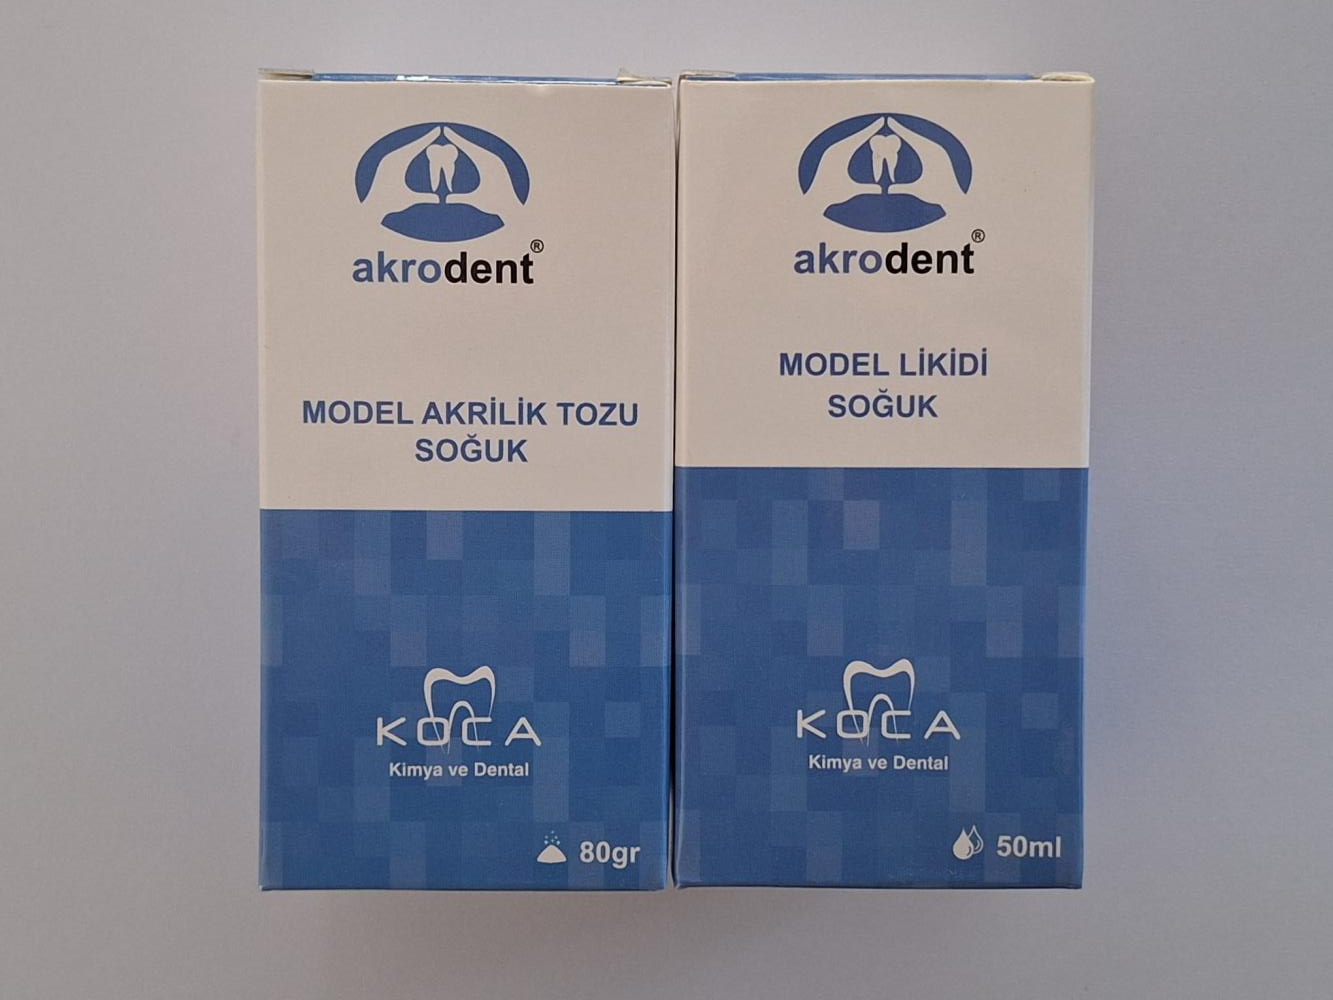 akrodent®
MODEL AKRİLİK TOZU
SOĞUK
KOCA
Kimya ve Dental
80gr
akrodent®
MODEL LİKİDİ
SOĞUK
KOCA
Kimya ve Dental
50ml